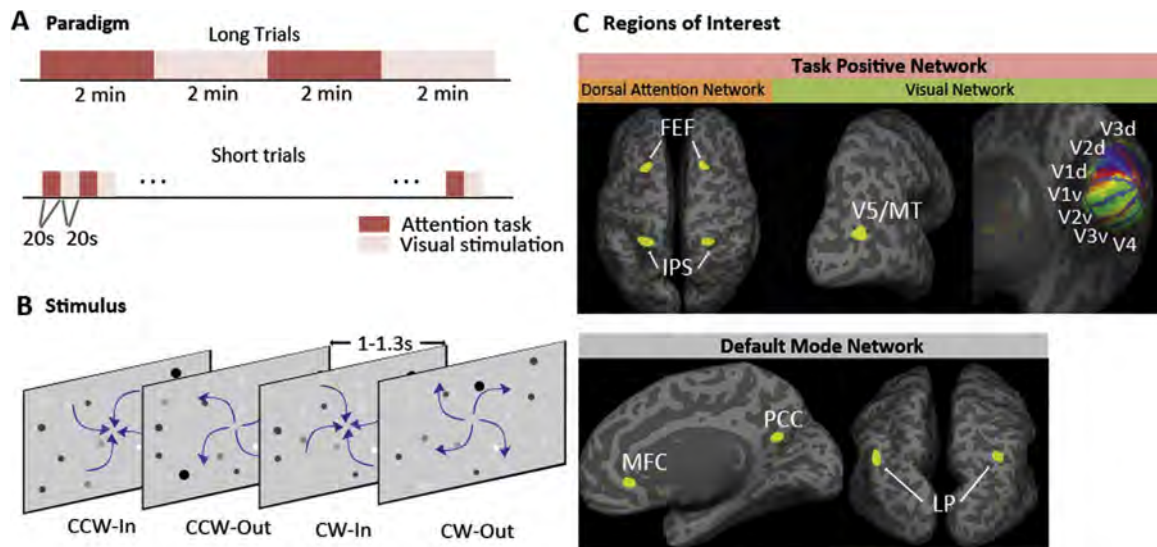 A Paradigm
Long Trials
2 min 2 min 2 min 2 min
Short trials
... ...
20s 20s
Attention task
Visual stimulation
B Stimulus
1-1.3s
CCW-In CCW-Out CW-In CW-Out
C Regions of Interest
Task Positive Network
Dorsal Attention Network Visual Network
FEF
IPS
V5/MT
V3d
V2d
V1d
V1v
V2v
V3v
V4
Default Mode Network
PCC
MFC
LP